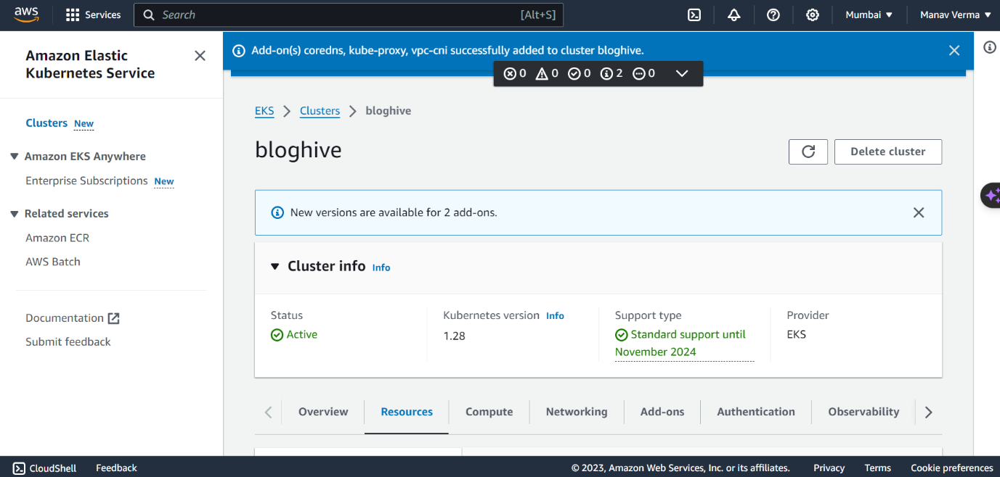 aws
Services
Search
[Alt+S]
Mumbai
Manav Verma
Amazon Elastic
Kubernetes Service
Clusters New
Amazon EKS Anywhere
Enterprise Subscriptions New
Related services
Amazon ECR
AWS Batch
Documentation
Submit feedback
Add-on(s) coredns, kube-proxy, vpc-cni successfully added to cluster bloghive.
0 0 0 2 0
EKS Clusters bloghive
bloghive
Delete cluster
New versions are available for 2 add-ons.
Cluster info Info
Status
Active
Kubernetes version Info
1.28
Support type
Standard support until
November 2024
Provider
EKS
Overview
Resources
Compute
Networking
Add-ons
Authentication
Observability
CloudShell
Feedback
© 2023, Amazon Web Services, Inc. or its affiliates.
Privacy
Terms
Cookie preferences